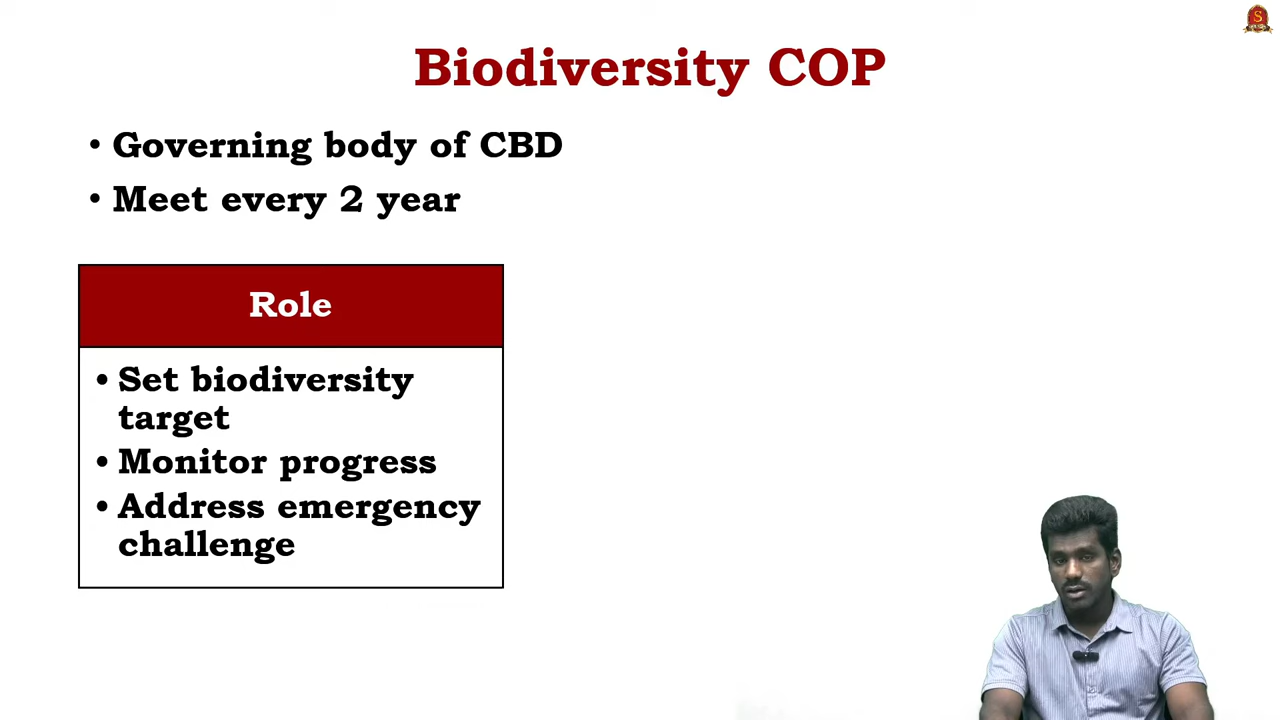 Biodiversity COP
• Governing body of CBD
• Meet every 2 year
Role
• Set biodiversity
target
• Monitor progress
• Address emergency
challenge